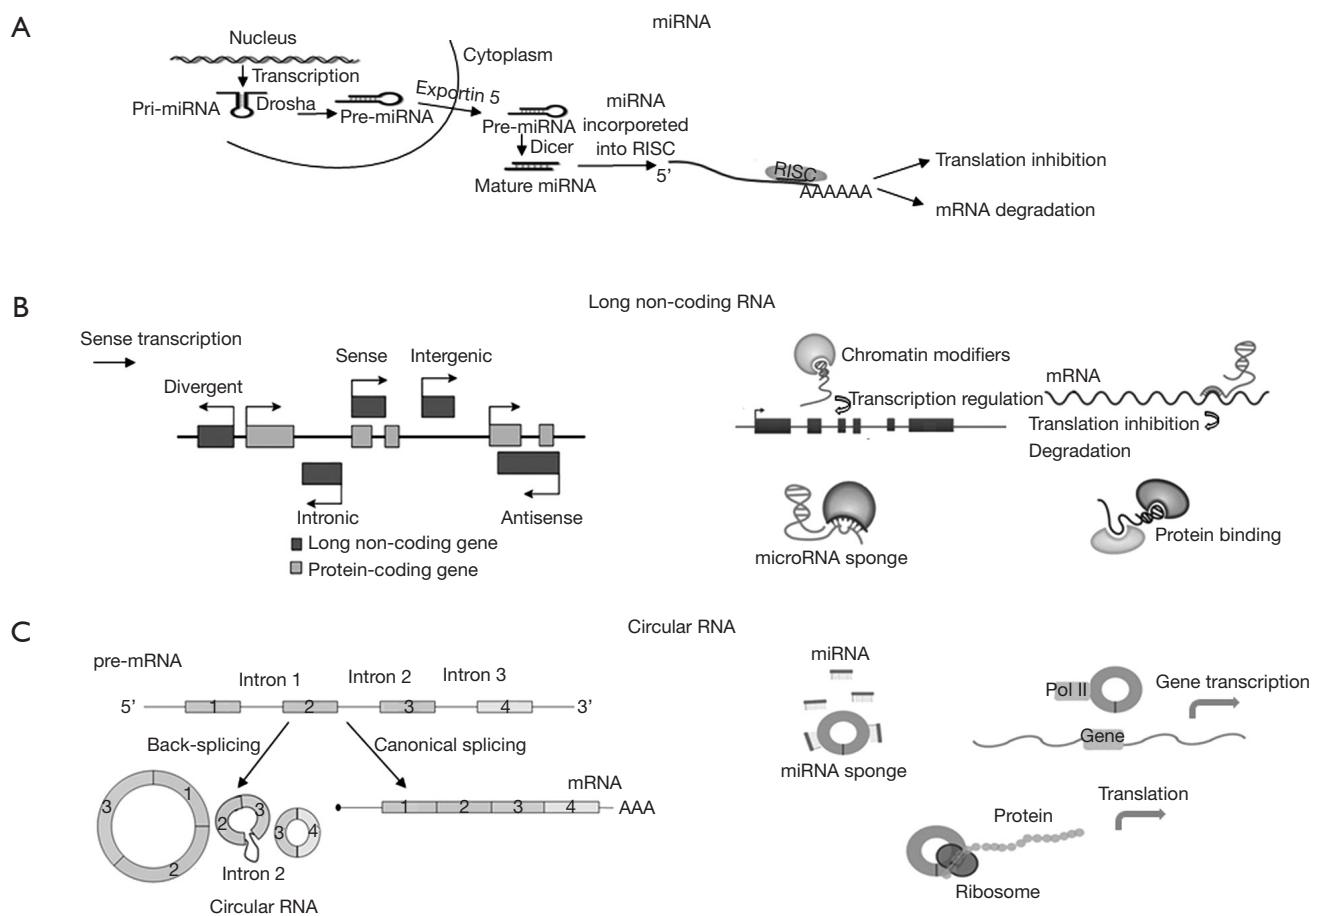 A
miRNA
Nucleus
Cytoplasm
Transcription
Exportin 5
Pri-miRNA
Drosha
Pre-miRNA
Pre-miRNA
Dicer
Mature miRNA
miRNA
incorporeted
into RISC
5’
RISC
AAAAAA
Translation inhibition
mRNA degradation
B
Long non-coding RNA
Sense transcription
Divergent
Sense
Intergenic
Intronic
Antisense
Long non-coding gene
Protein-coding gene
Chromatin modifiers
Transcription regulation
mRNA
Translation inhibition
Degradation
microRNA sponge
Protein binding
C
Circular RNA
pre-mRNA
Intron 1
Intron 2
Intron 3
5’
1
2
3
4
3’
Back-splicing
Canonical splicing
mRNA
1
2
3
4
AAA
3
1
2
2
3
Intron 2
3
4
Circular RNA
miRNA
miRNA sponge
Pol II
Gene transcription
Gene
Translation
Protein
Ribosome